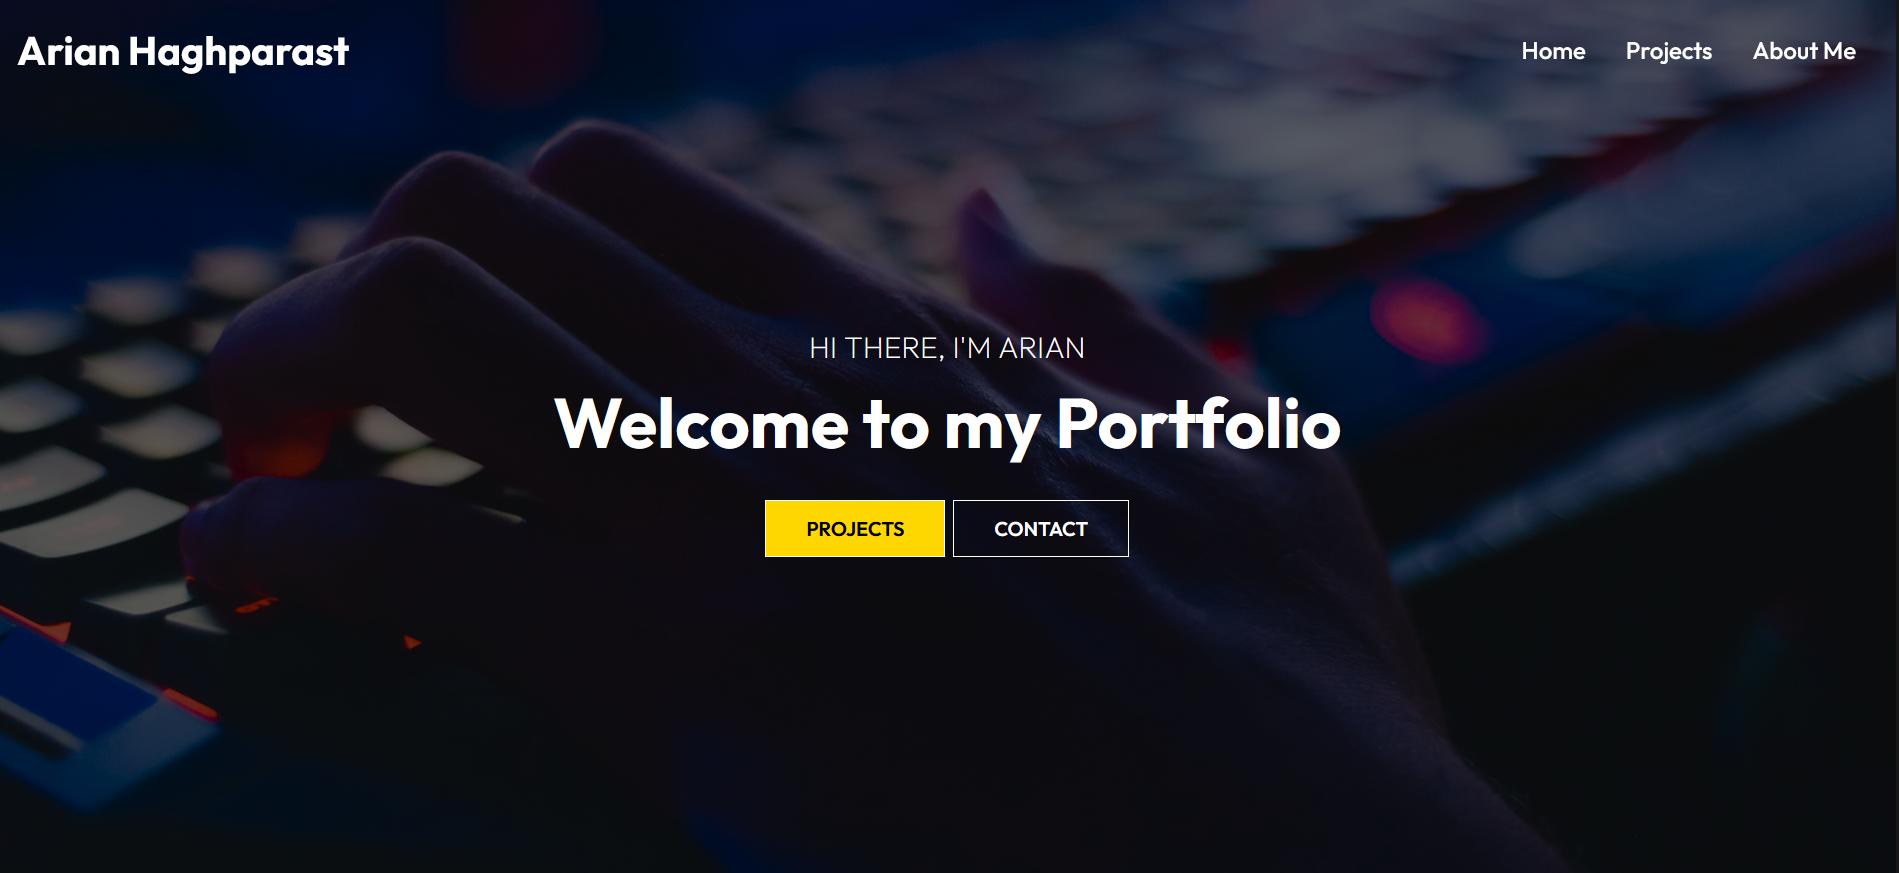 Arian Haghparast
Home Projects About Me
HI THERE, I'M ARIAN
Welcome to my Portfolio
PROJECTS CONTACT